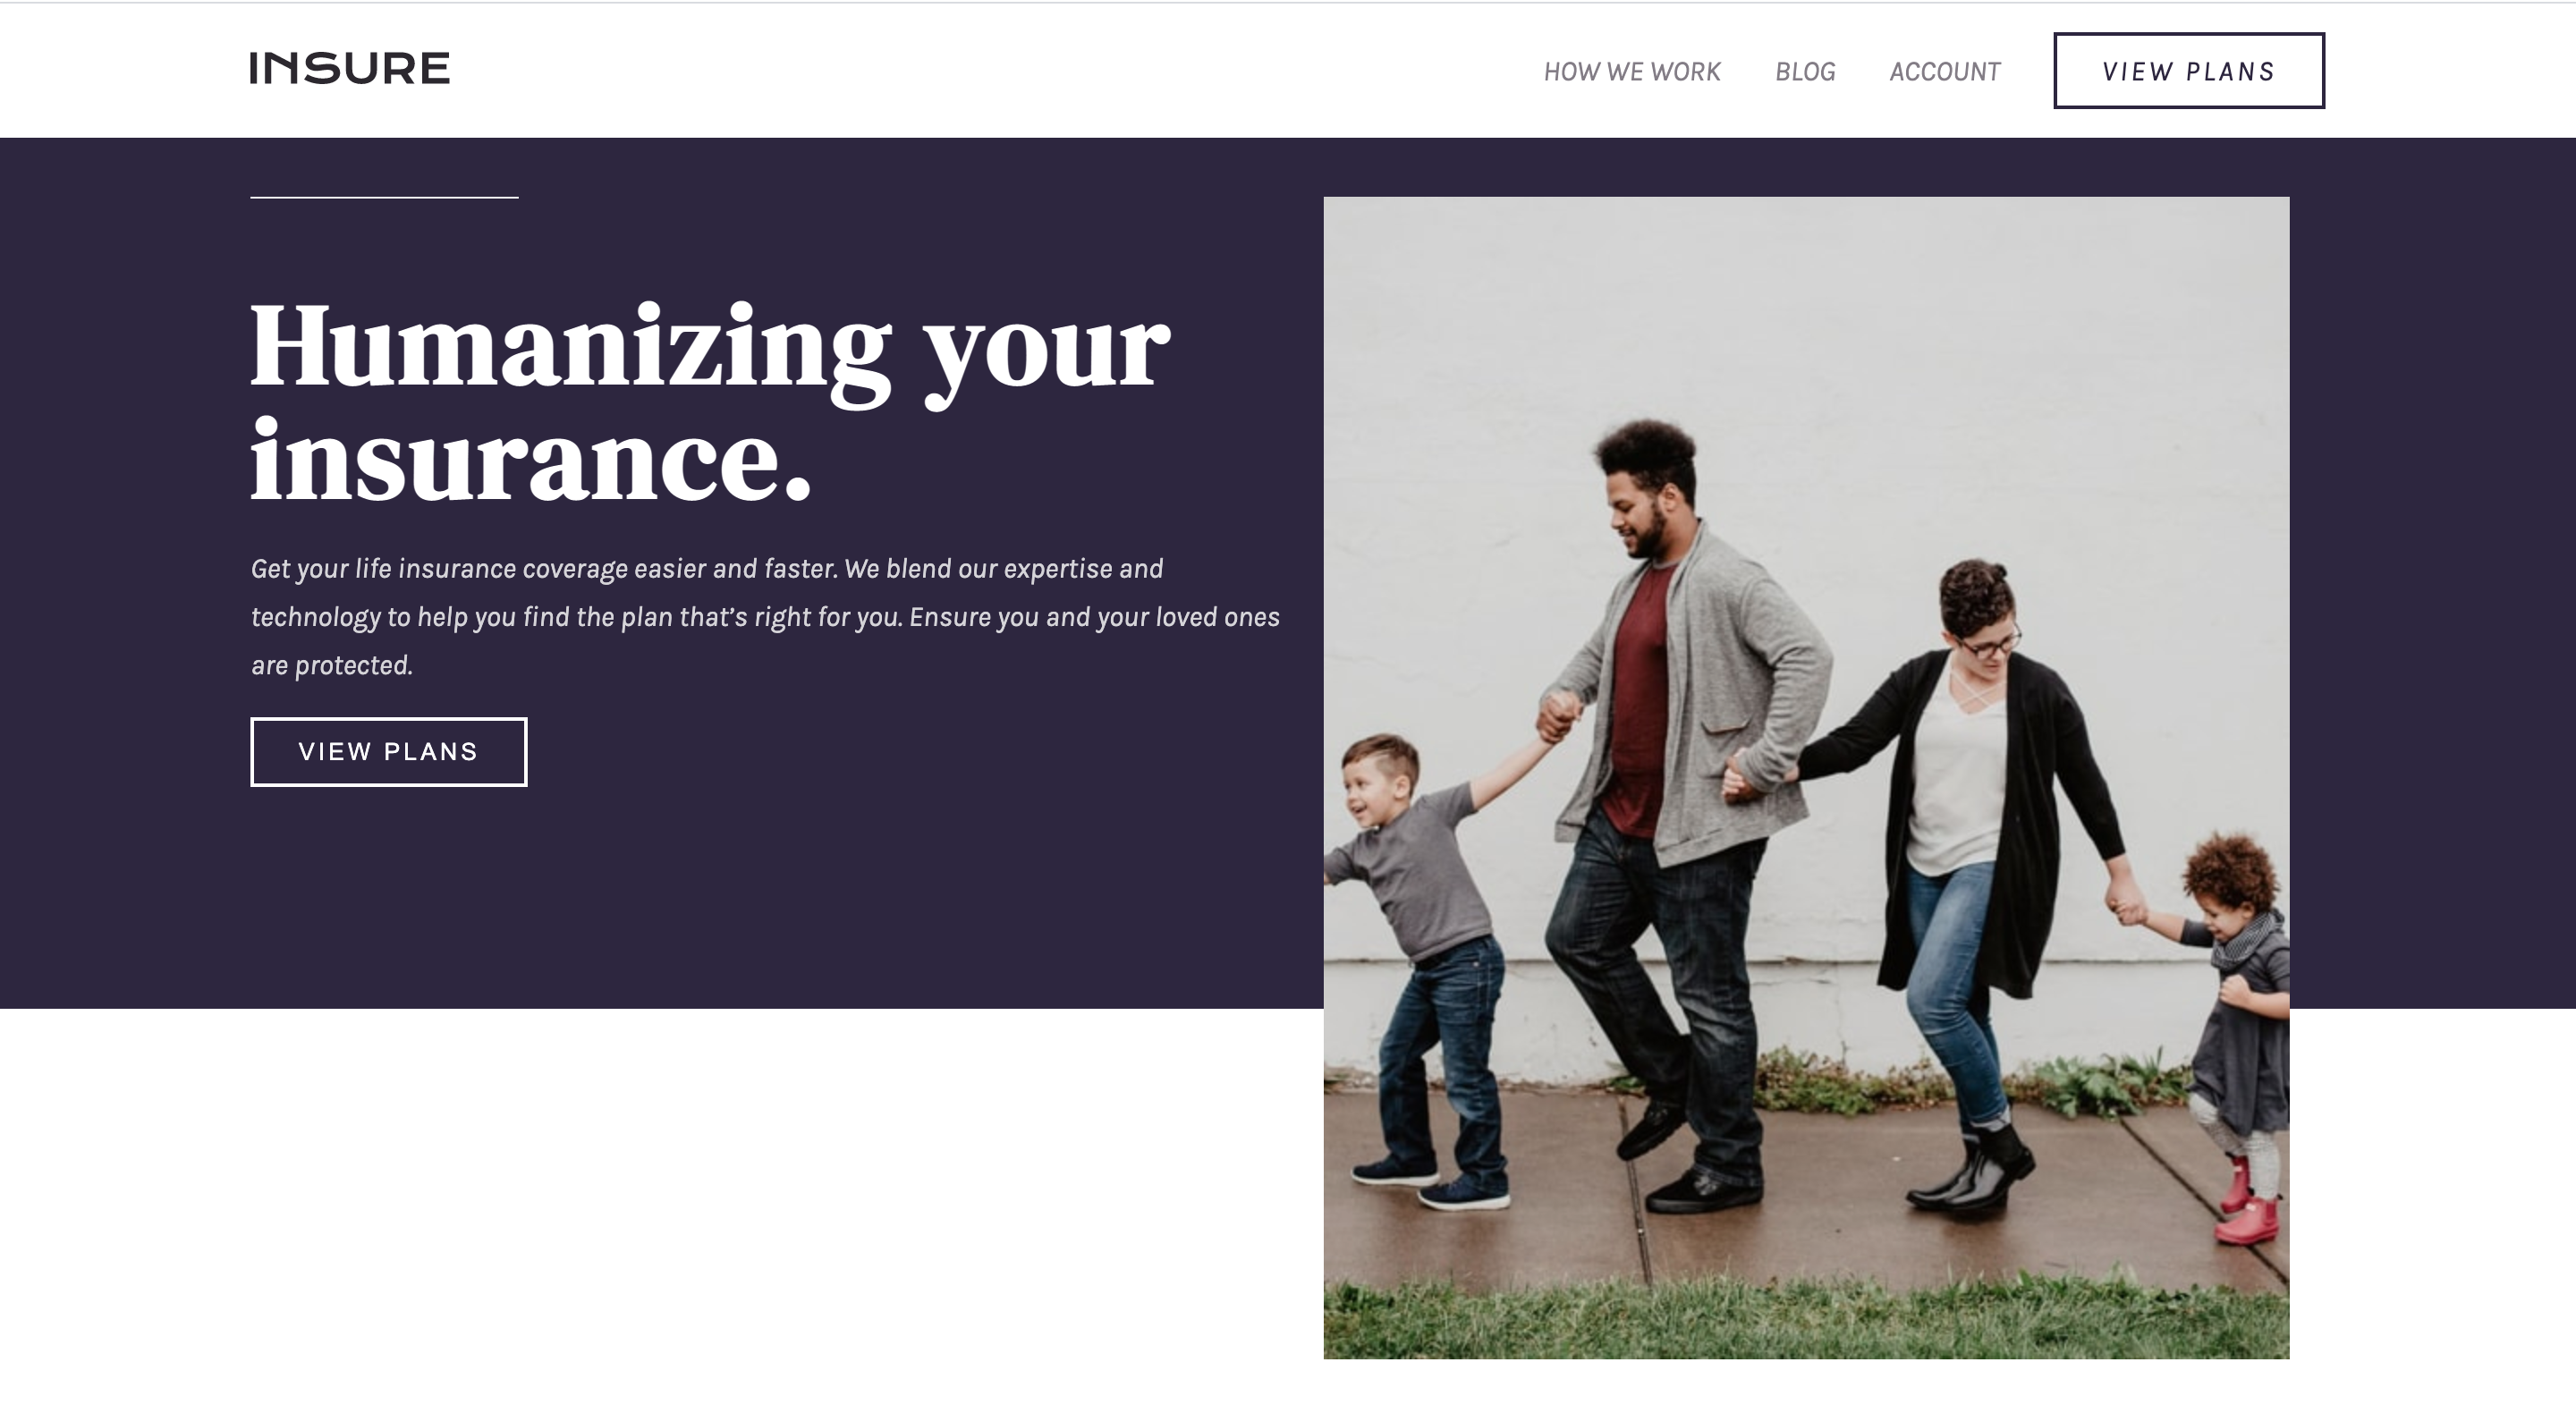 INSURE
HOW WE WORK
BLOG
ACCOUNT
VIEW PLANS
Humanizing your
insurance.
Get your life insurance coverage easier and faster. We blend our expertise and
technology to help you find the plan that’s right for you. Ensure you and your loved ones
are protected.
VIEW PLANS